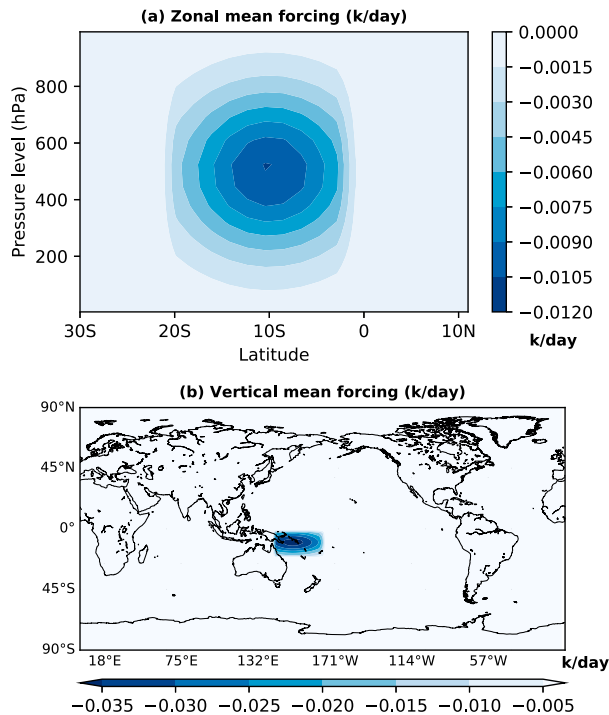 (a) Zonal mean forcing (k/day)
Pressure level (hPa)
800
600
400
200
30S 20S 10S 0 10N
Latitude
0.0000
−0.0015
−0.0030
−0.0045
−0.0060
−0.0075
−0.0090
−0.0105
−0.0120
k/day
(b) Vertical mean forcing (k/day)
90°N
45°N
0°
45°S
90°S
18°E 75°E 132°E 171°W 114°W 57°W k/day
−0.035 −0.030 −0.025 −0.020 −0.015 −0.010 −0.005